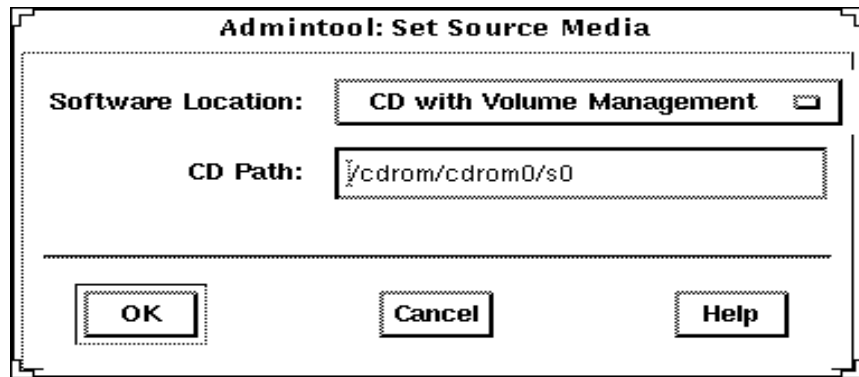 Admintool: Set Source Media
Software Location: CD with Volume Management
CD Path: /cdrom/cdrom0/s0
OK Cancel Help